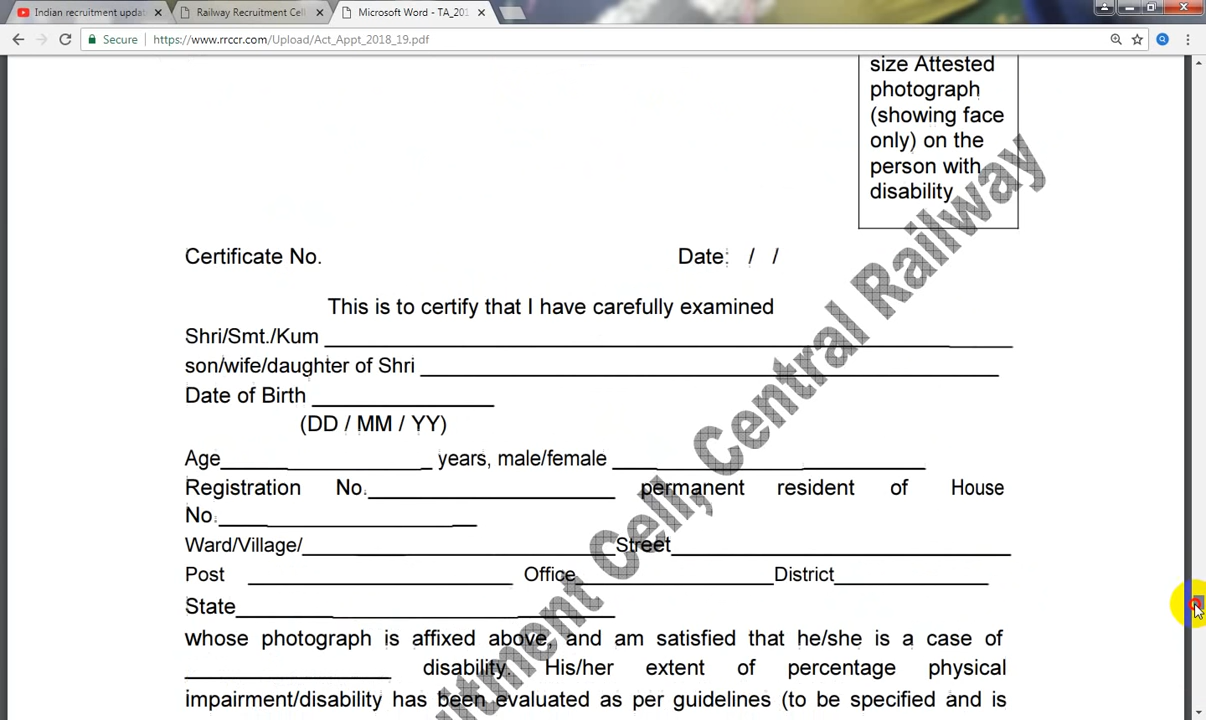 Indian recruitment updat
Railway Recruitment Cell
Microsoft Word - TA_201
Secure
https://www.rrccr.com/Upload/Act_Appt_2018_19.pdf
size Attested
photograph
(showing face
only) on the
person with
disability
Certificate No. Date: / /
This is to certify that I have carefully examined
Shri/Smt./Kum
son/wife/daughter of Shri
Date of Birth
(DD / MM / YY)
Age years, male/female
Registration No. permanent resident of House
No.
Ward/Village/ Street
Post Office District
State
whose photograph is affixed above, and am satisfied that he/she is a case of
disability. His/her extent of percentage physical
impairment/disability has been evaluated as per guidelines (to be specified and is
uitment Cell, Central Railway